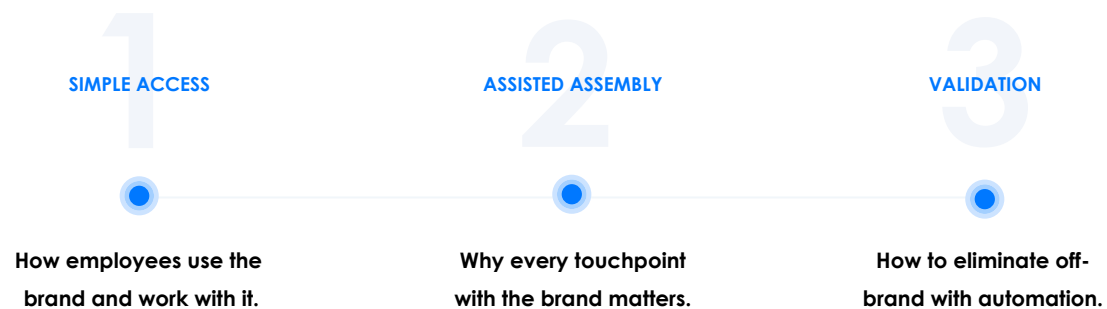 1
SIMPLE ACCESS
How employees use the
brand and work with it.
2
ASSISTED ASSEMBLY
Why every touchpoint
with the brand matters.
3
VALIDATION
How to eliminate off-
brand with automation.